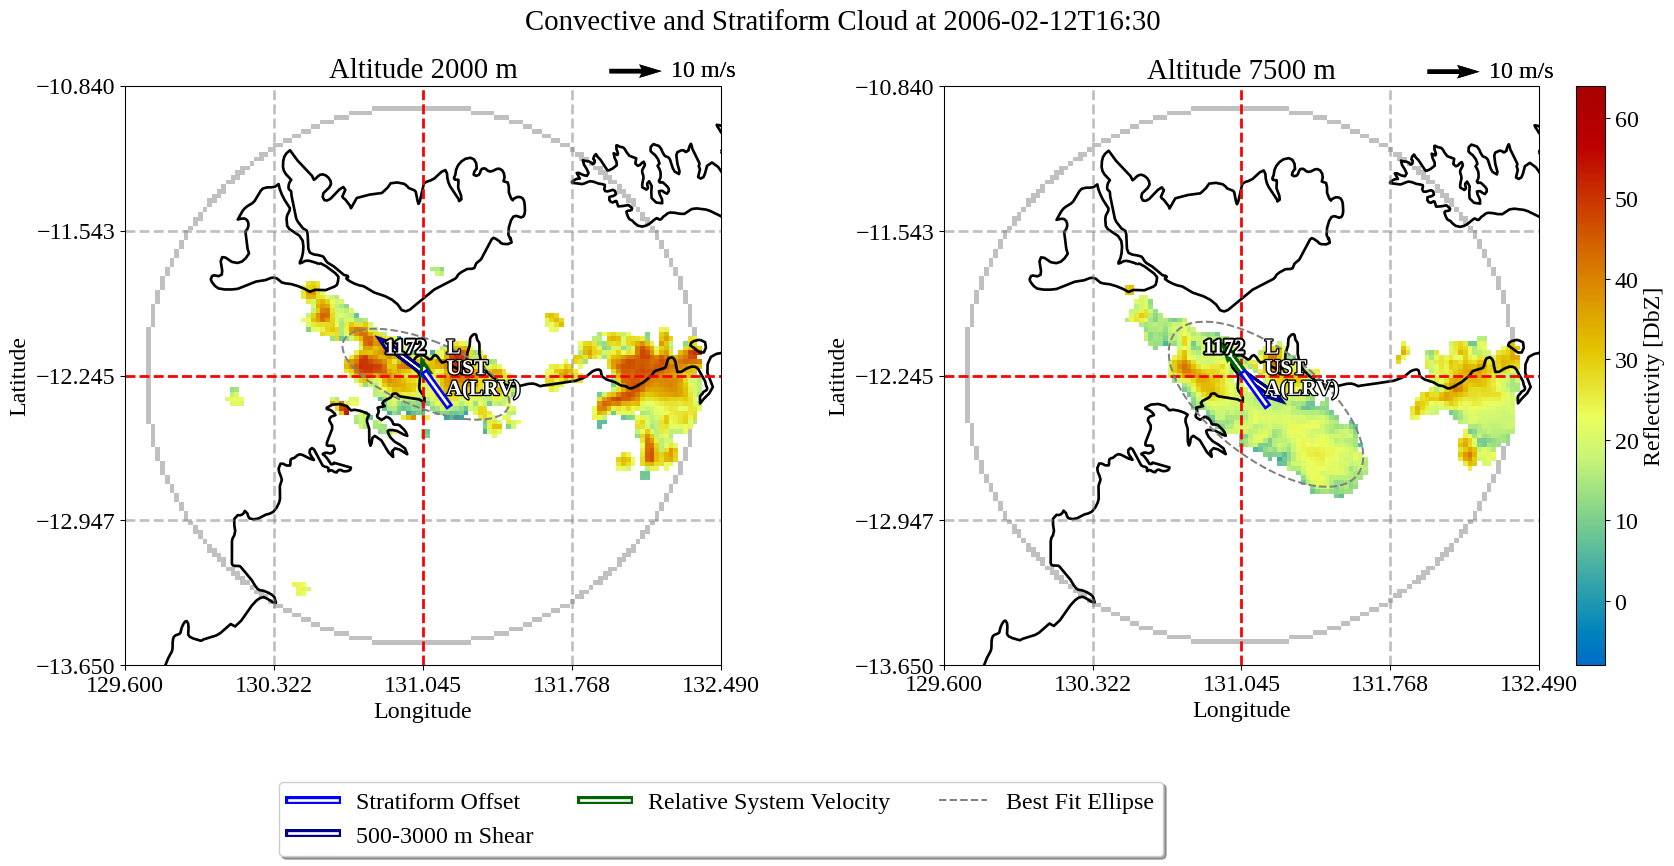 Convective and Stratiform Cloud at 2006-02-12T16:30
Altitude 2000 m
10 m/s
−10.840
−11.543
−12.245
−12.947
−13.650
Latitude
1172
L
UST
A(LRV)
129.600
130.322
131.045
131.768
132.490
Longitude
Altitude 7500 m
10 m/s
−10.840
−11.543
−12.245
−12.947
−13.650
Latitude
1172
L
UST
A(LRV)
129.600
130.322
131.045
131.768
132.490
Longitude
60
50
40
30
20
10
0
Reflectivity [DbZ]
Stratiform Offset
500-3000 m Shear
Relative System Velocity
Best Fit Ellipse